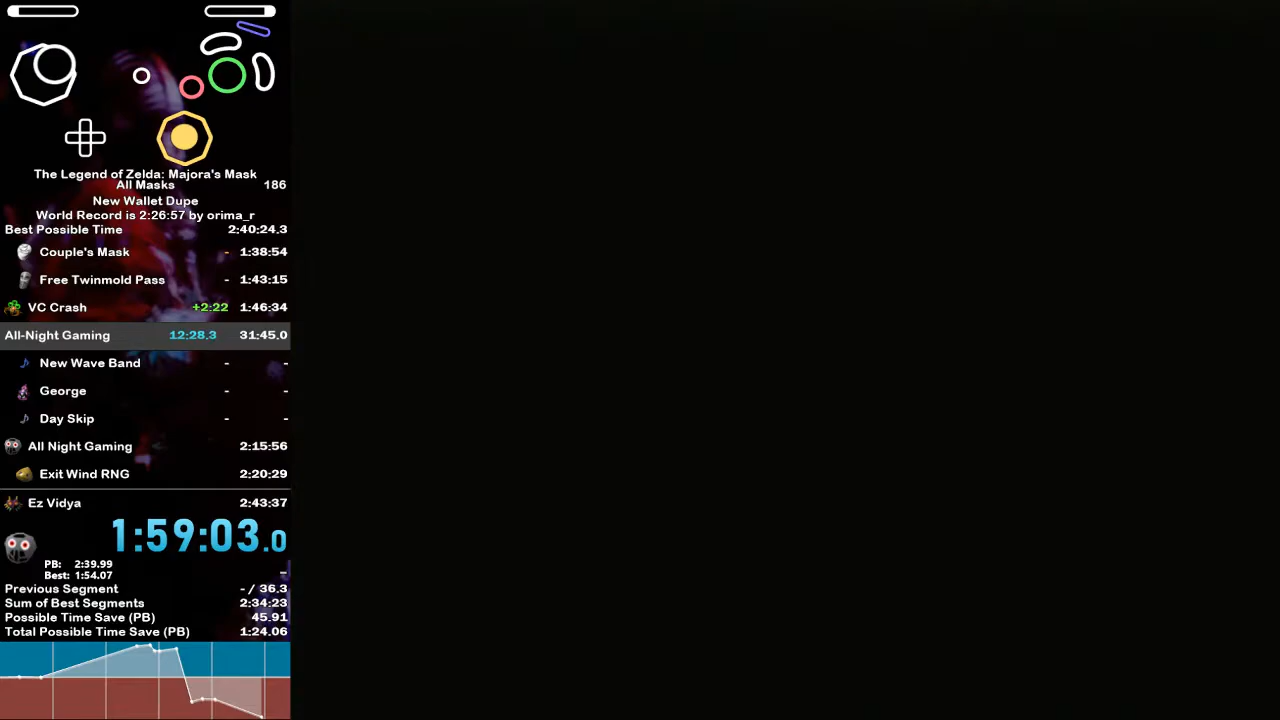 The Legend of Zelda: Majora's Mask
All Masks 186
New Wallet Dupe
World Record is 2:26:57 by orima_r
Best Possible Time 2:40:24.3
Couple's Mask - 1:38:54
Free Twinmold Pass - 1:43:15
VC Crash +2:22 1:46:34
All-Night Gaming 12:28.3 31:45.0
New Wave Band - -
George - -
Day Skip - -
All Night Gaming 2:15:56
Exit Wind RNG 2:20:29
Ez Vidya 2:43:37
1:59:03.0
PB: 2:39.99
Best: 1:54.07 -
Previous Segment - / 36.3
Sum of Best Segments 2:34:23
Possible Time Save (PB) 45.91
Total Possible Time Save (PB) 1:24.06